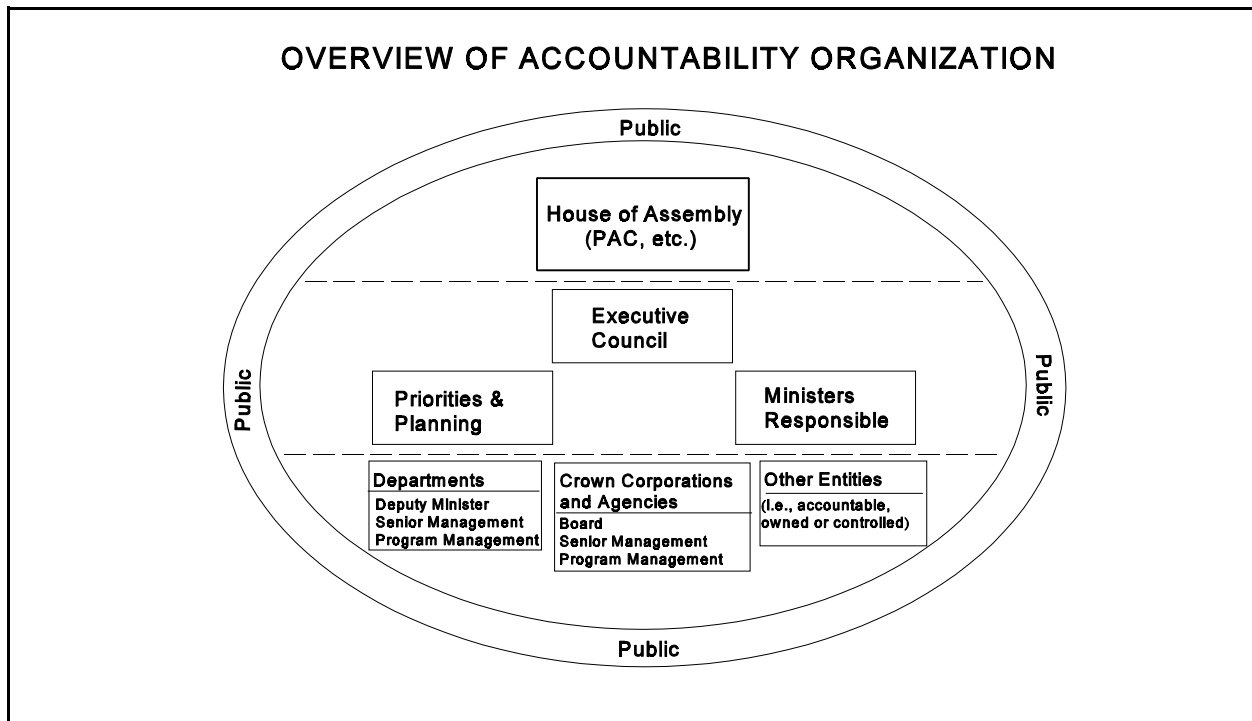 OVERVIEW OF ACCOUNTABILITY ORGANIZATION
Public
House of Assembly
(PAC, etc.)
Executive
Council
Public
Public
Priorities &
Planning
Ministers
Responsible
Departments
Deputy Minister
Senior Management
Program Management
Crown Corporations
and Agencies
Board
Senior Management
Program Management
Other Entities
(i.e., accountable,
owned or controlled)
Public